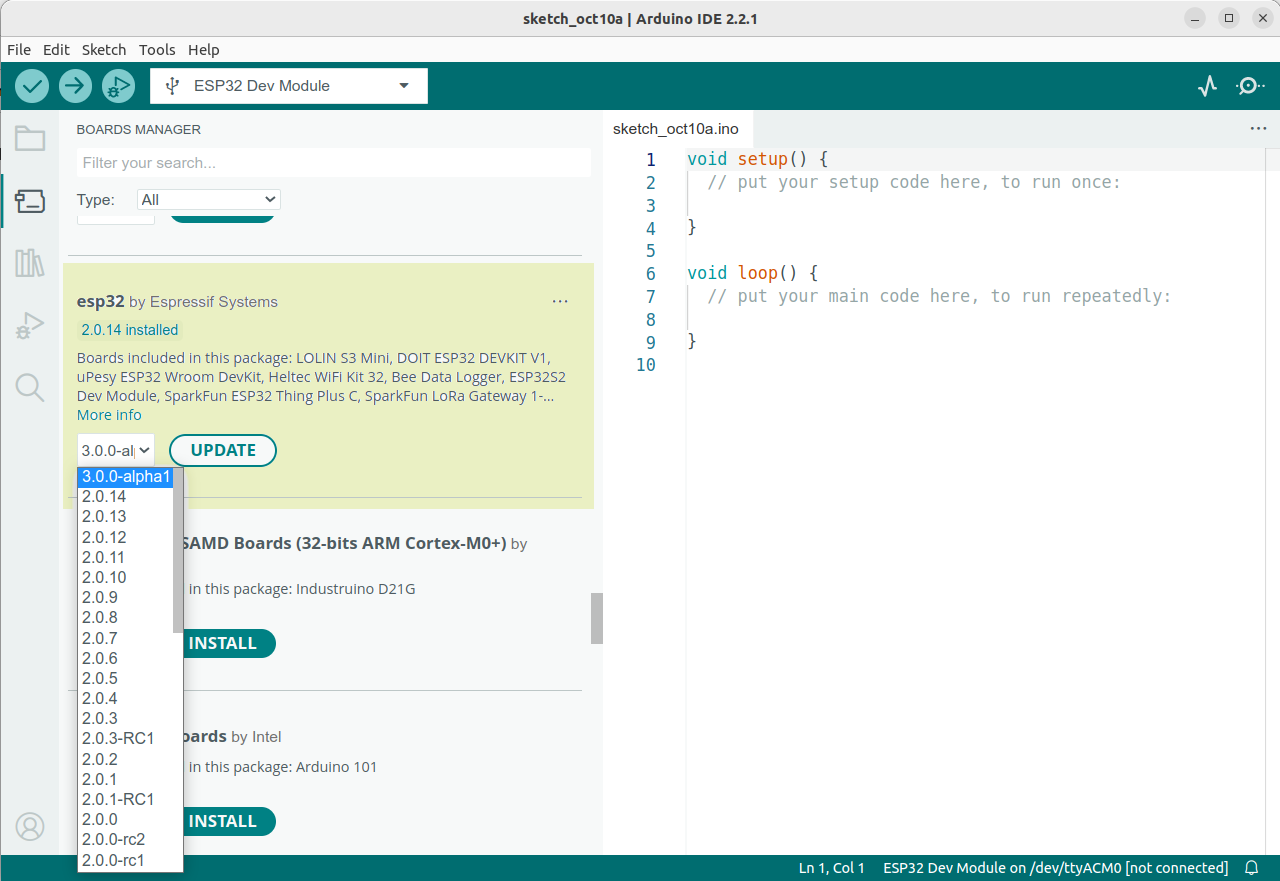 sketch_oct10a | Arduino IDE 2.2.1
File Edit Sketch Tools Help
ESP32 Dev Module
BOARDS MANAGER
Filter your search...
Type: All
esp32 by Espressif Systems
2.0.14 installed
Boards included in this package: LOLIN S3 Mini, DOIT ESP32 DEVKIT V1,
uPesy ESP32 Wroom DevKit, Heltec WiFi Kit 32, Bee Data Logger, ESP32S2
Dev Module, SparkFun ESP32 Thing Plus C, SparkFun LoRa Gateway 1-...
More info
3.0.0-al UPDATE
3.0.0-alpha1
2.0.14
2.0.13
2.0.12
2.0.11
2.0.10
2.0.9
2.0.8
2.0.7
2.0.6
2.0.5
2.0.4
2.0.3
2.0.3-RC1
2.0.2
2.0.1
2.0.1-RC1
2.0.0
2.0.0-rc2
2.0.0-rc1
SAMD Boards (32-bits ARM Cortex-M0+) by
in this package: Industruino D21G
INSTALL
oards by Intel
in this package: Arduino 101
INSTALL
sketch_oct10a.ino
1 void setup() {
2 // put your setup code here, to run once:
3
4 }
5
6 void loop() {
7 // put your main code here, to run repeatedly:
8
9 }
10
Ln 1, Col 1 ESP32 Dev Module on /dev/ttyACM0 [not connected]